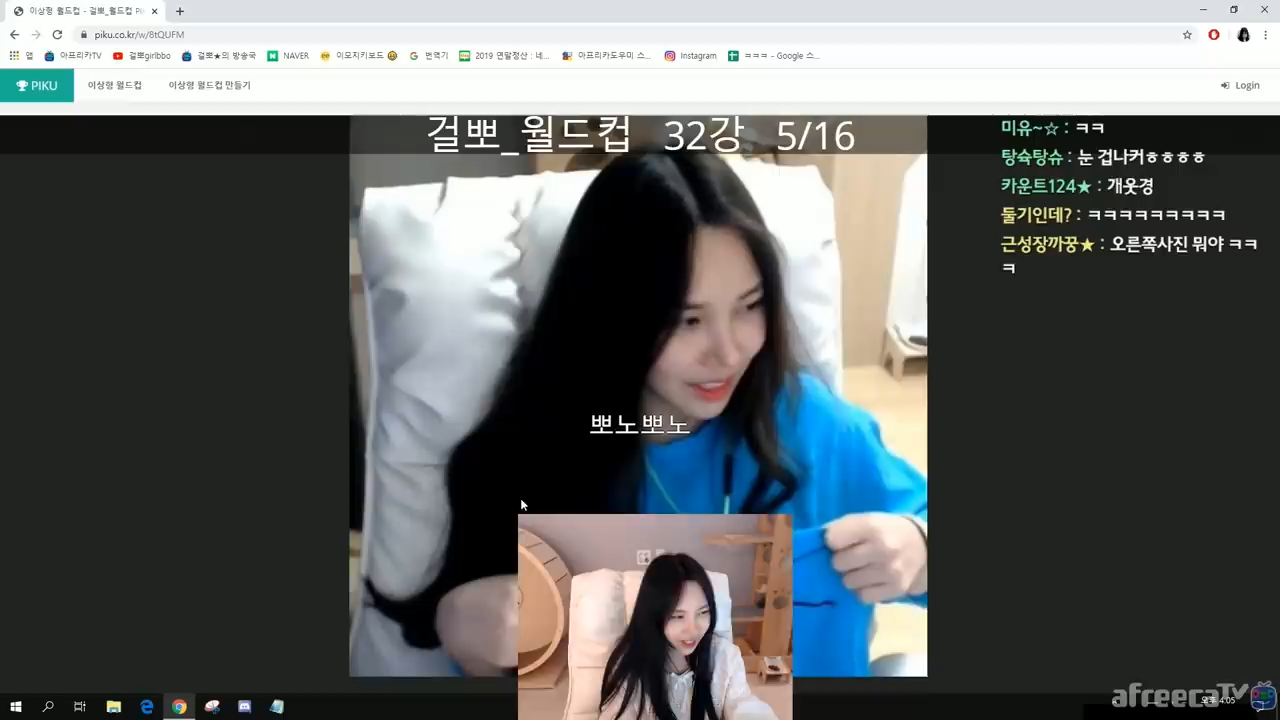 이상형 월드컵 - 걸뽀_월드컵 PI
piku.co.kr/w/8tQUFM
앱
아프리카TV
걸뽀girlbbo
걸뽀★의 방송국
NAVER
이모지키보드
번역기
2019 연말정산 : 네...
아프리카도우미 스...
Instagram
ㅋㅋㅋ - Google 스...
PIKU
이상형 월드컵
이상형 월드컵 만들기
Login
걸뽀_월드컵 32강 5/16
미유~☆ : ㅋㅋ
탕슉탕슈 : 눈 겁나커ㅎㅎㅎㅎ
카운트124★ : 개웃경
둘기인데? : ㅋㅋㅋㅋㅋㅋㅋㅋㅋ
근성장까꿍★ : 오른쪽사진 뭐야 ㅋㅋ
ㅋ
뽀노뽀노
afreecaTV
오후 4:05